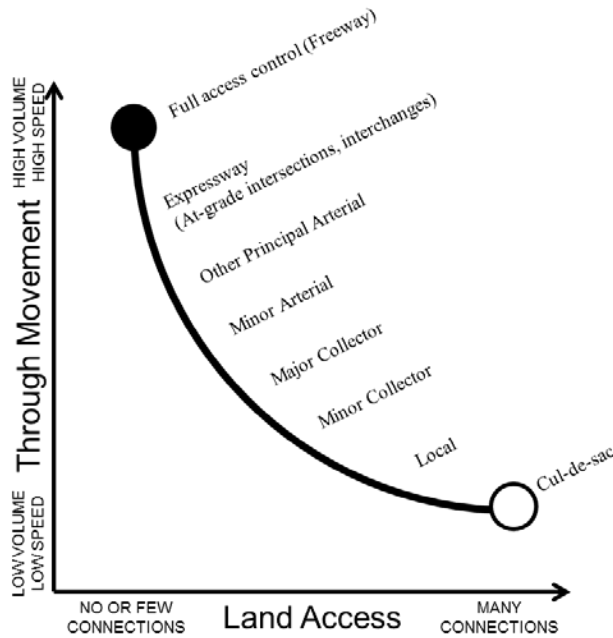 Full access control (Freeway)
HIGH VOLUME
HIGH SPEED
Expressway
(At-grade intersections, interchanges)
Other Principal Arterial
Minor Arterial
Through Movement
Major Collector
Minor Collector
Local
Cul-de-sac
LOW VOLUME
LOW SPEED
NO OR FEW
CONNECTIONS
Land Access
MANY
CONNECTIONS